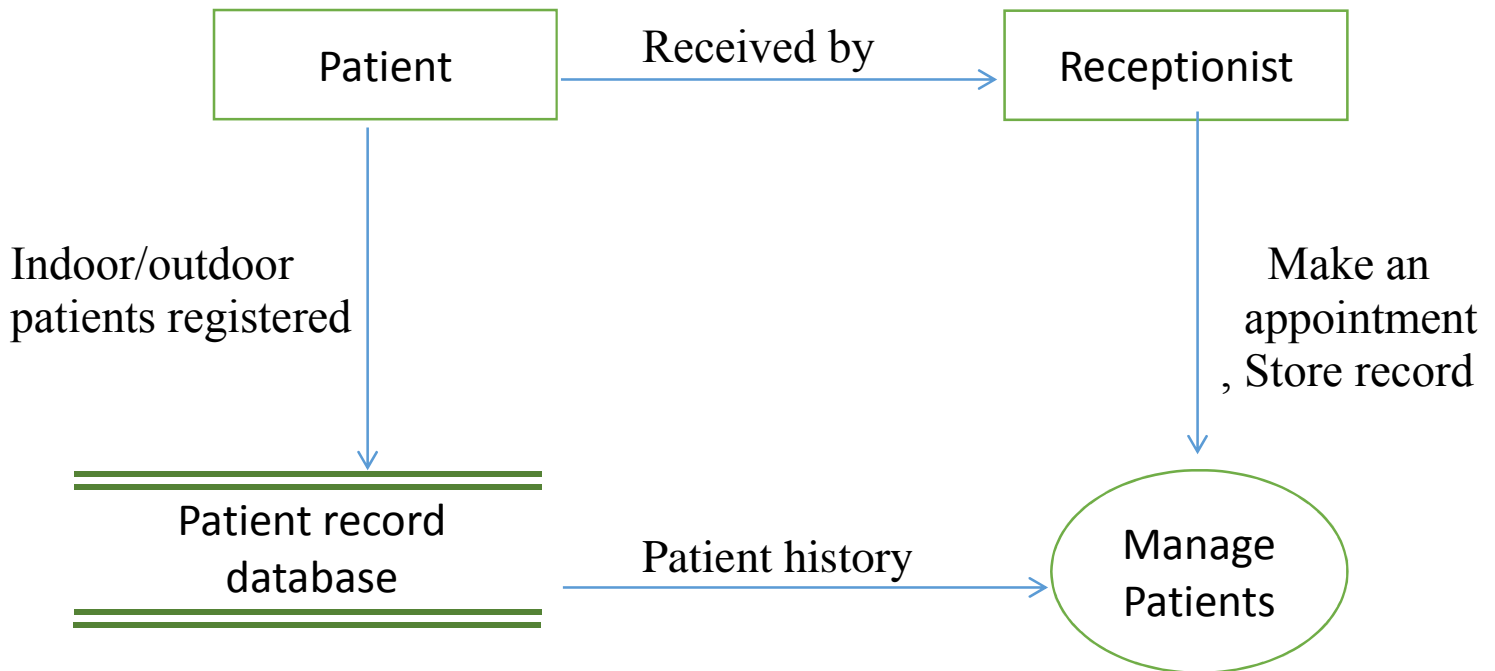 Patient
Received by
Receptionist
Indoor/outdoor
patients registered
Make an
appointment
, Store record
Patient record
database
Patient history
Manage
Patients